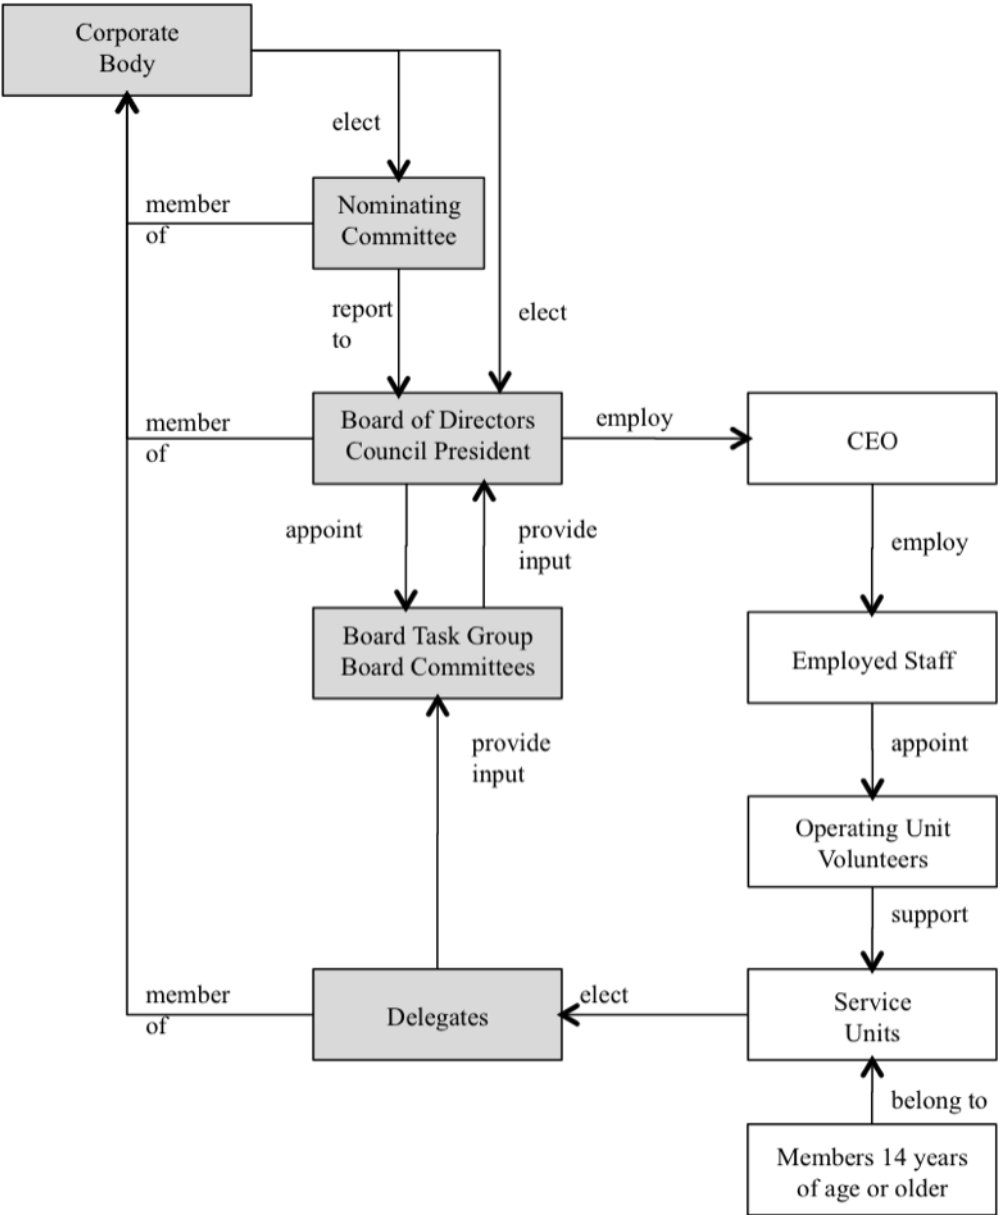 Corporate
Body
elect
member
of
Nominating
Committee
report
to
elect
member
of
Board of Directors
Council President
employ
CEO
appoint
provide
input
employ
Board Task Group
Board Committees
Employed Staff
provide
input
appoint
Operating Unit
Volunteers
support
member
of
Delegates
elect
Service
Units
belong to
Members 14 years
of age or older